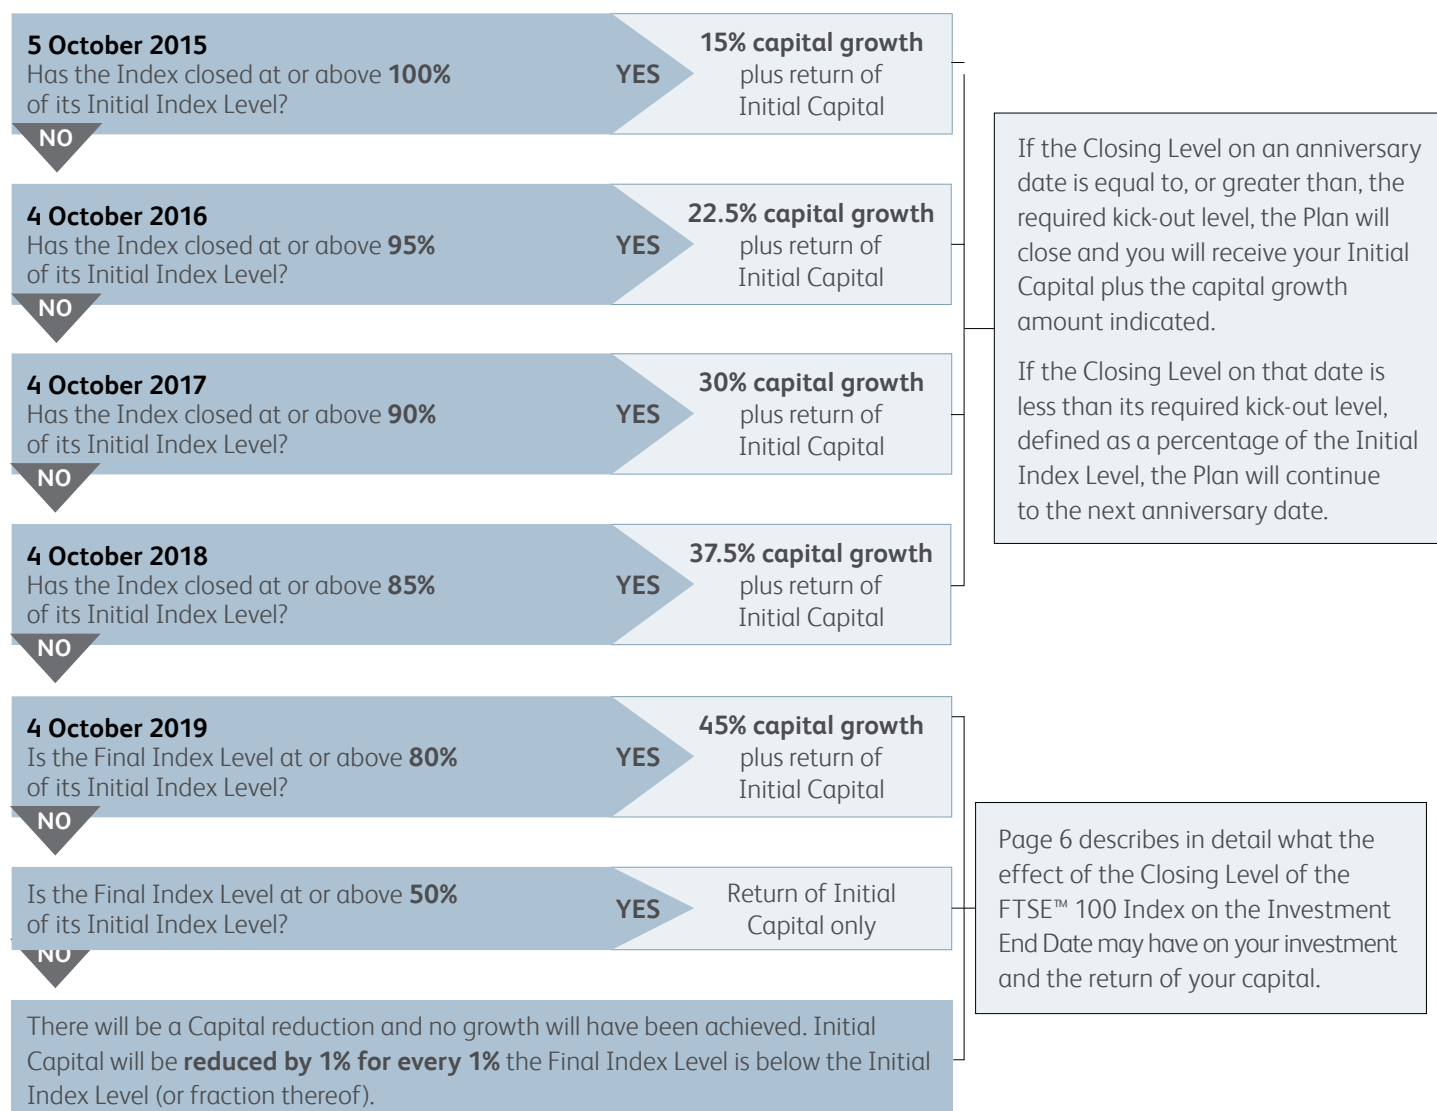 5 October 2015
Has the Index closed at or above 100%
of its Initial Index Level?
YES
15% capital growth
plus return of
Initial Capital
NO
4 October 2016
Has the Index closed at or above 95%
of its Initial Index Level?
YES
22.5% capital growth
plus return of
Initial Capital
NO
4 October 2017
Has the Index closed at or above 90%
of its Initial Index Level?
YES
30% capital growth
plus return of
Initial Capital
NO
4 October 2018
Has the Index closed at or above 85%
of its Initial Index Level?
YES
37.5% capital growth
plus return of
Initial Capital
NO
If the Closing Level on an anniversary
date is equal to, or greater than, the
required kick-out level, the Plan will
close and you will receive your Initial
Capital plus the capital growth
amount indicated.
If the Closing Level on that date is
less than its required kick-out level,
defined as a percentage of the Initial
Index Level, the Plan will continue
to the next anniversary date.
4 October 2019
Is the Final Index Level at or above 80%
of its Initial Index Level?
YES
45% capital growth
plus return of
Initial Capital
NO
Is the Final Index Level at or above 50%
of its Initial Index Level?
YES
Return of Initial
Capital only
NO
There will be a Capital reduction and no growth will have been achieved. Initial
Capital will be reduced by 1% for every 1% the Final Index Level is below the Initial
Index Level (or fraction thereof).
Page 6 describes in detail what the
effect of the Closing Level of the
FTSE™ 100 Index on the Investment
End Date may have on your investment
and the return of your capital.